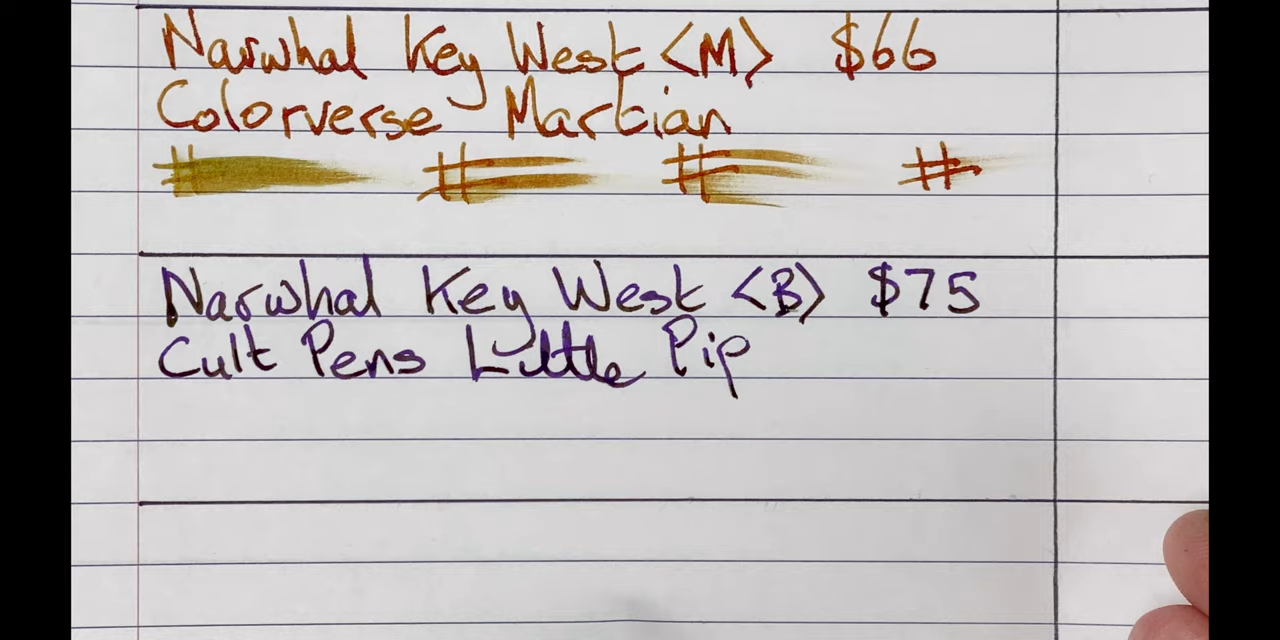 Narwhal Key West <M> $66
Colorverse Martian
# # # #
Narwhal Key West <B> $75
Cult Pens Little Pip